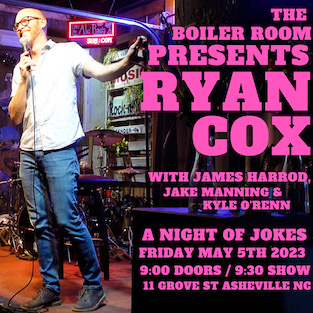 THE
BOILER ROOM
PRESENTS
RYAN
COX
WITH JAMES HARROD,
JAKE MANNING &
KYLE O'RENN
A NIGHT OF JOKES
FRIDAY MAY 5TH 2023
9:00 DOORS / 9:30 SHOW
11 GROVE ST ASHEVILLE NC